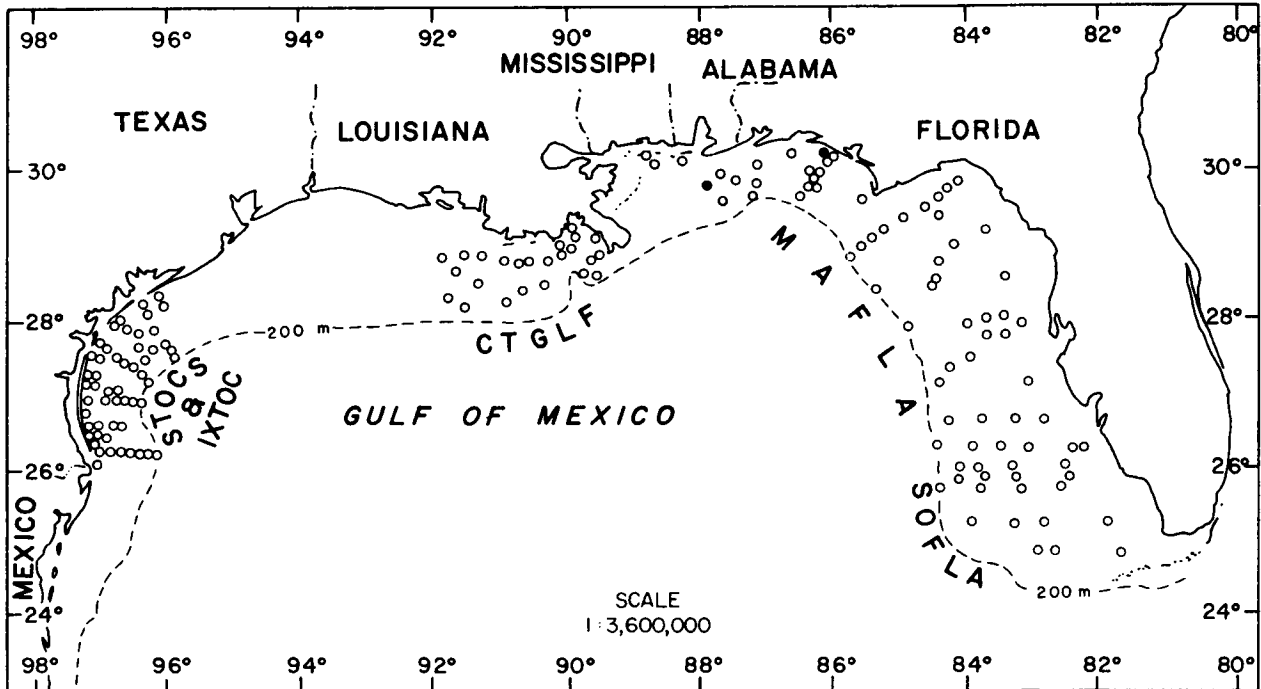 98° 96° 94° 92° 90° 88° 86° 84° 82° 80°
MISSISSIPPI ALABAMA
TEXAS LOUISIANA FLORIDA
30° 30°
MAFLA
28° 200 m CTGLF 28°
STOCS
&
IXTOC
GULF OF MEXICO
26° 26°
SOFLA
MEXICO
200 m
24° 24°
SCALE
1:3,600,000
98° 96° 94° 92° 90° 88° 86° 84° 82° 80°